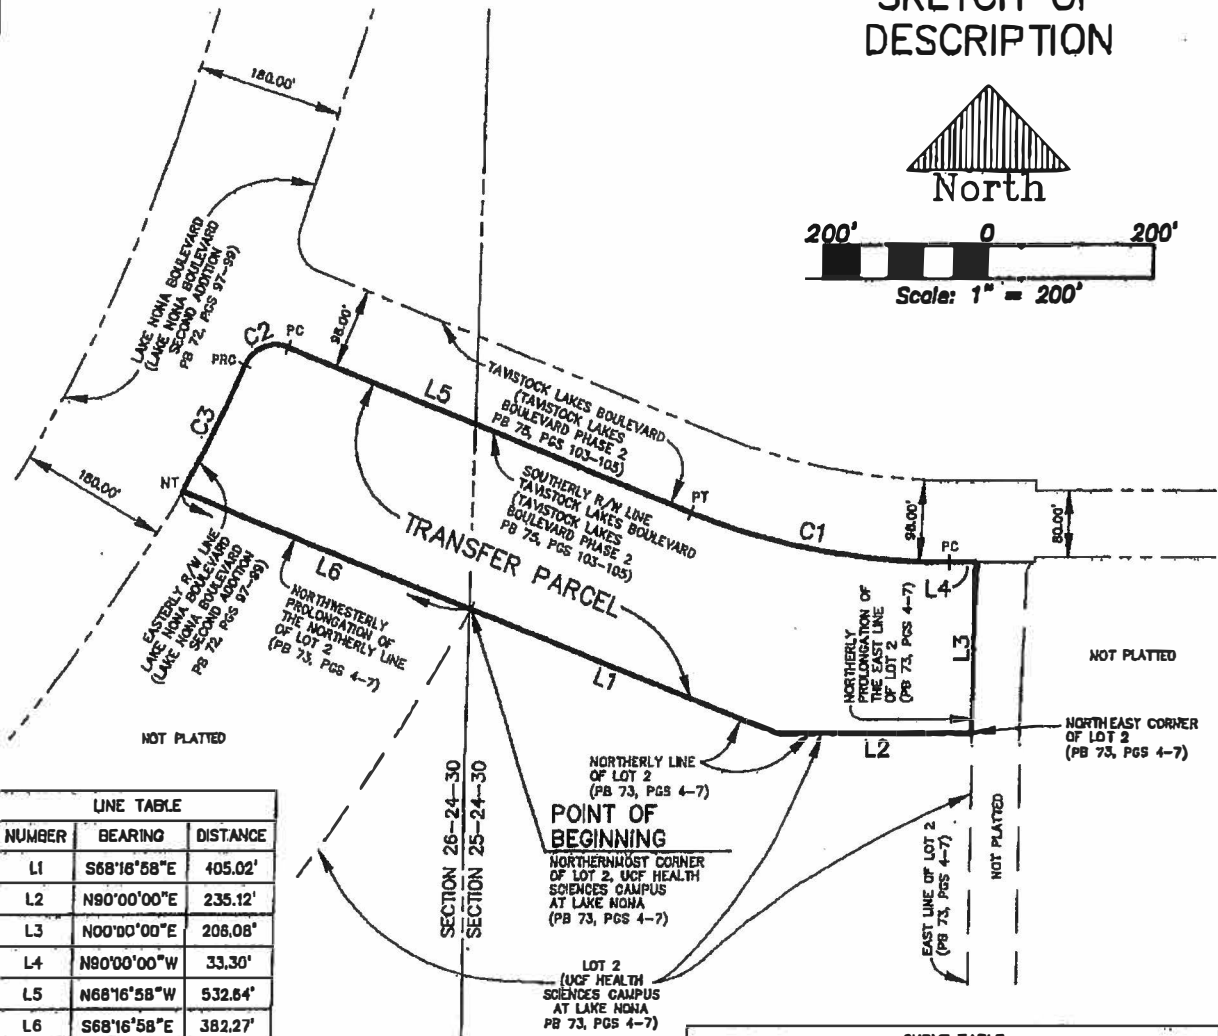 SKETCH OF
DESCRIPTION
North
200' 0 200'
Scale: 1" = 200'
180.00'
LAKE NONA BOULEVARD
(LAKE NONA BOULEVARD
SECOND ADDITION
PB 72, PGS 97-99)
C2
PC
PRC
98.00'
L5
C3
NT
180.00'
TAVISTOCK LAKES BOULEVARD
(TAVISTOCK LAKES
BOULEVARD PHASE 2
PB 75, PGS 103-105)
SOUTHERLY R/W LINE
TAVISTOCK LAKES BOULEVARD
(TAVISTOCK LAKES
BOULEVARD PHASE 2
PB 75, PGS 103-105)
PT
C1
98.00'
PC
80.00'
L4
TRANSFER PARCEL
L6
EASTERLY R/W LINE
LAKE NONA BOULEVARD
(LAKE NONA BOULEVARD
SECOND ADDITION
PB 72, PGS 97-99)
NORTHWESTERLY
PROLONGATION OF
THE NORTHERLY LINE
OF LOT 2
(PB 73, PGS 4-7)
L1
NORTHERLY
PROLONGATION OF
THE EAST LINE
OF LOT 2
(PB 73, PGS 4-7)
L3
NOT PLATTED
NOT PLATTED
NORTHEAST CORNER
OF LOT 2
(PB 73, PGS 4-7)
L2
NORTHERLY LINE
OF LOT 2
(PB 73, PGS 4-7)
SECTION 26-24-30
SECTION 25-24-30
POINT OF
BEGINNING
NORTHERNMOST CORNER
OF LOT 2, UCF HEALTH
SCIENCES CAMPUS
AT LAKE NONA
(PB 73, PGS 4-7)
EAST LINE OF LOT 2
(PB 73, PGS 4-7)
NOT PLATTED
LOT 2
(UCF HEALTH
SCIENCES CAMPUS
AT LAKE NONA
PB 73, PGS 4-7)
LINE TABLE
NUMBER BEARING DISTANCE
L1 S68°16'58"E 405.02'
L2 N90°00'00"E 235.12'
L3 N00°00'00"E 206.08'
L4 N90°00'00"W 33.30'
L5 N68°16'58"W 532.64'
L6 S68°16'58"E 382.27'